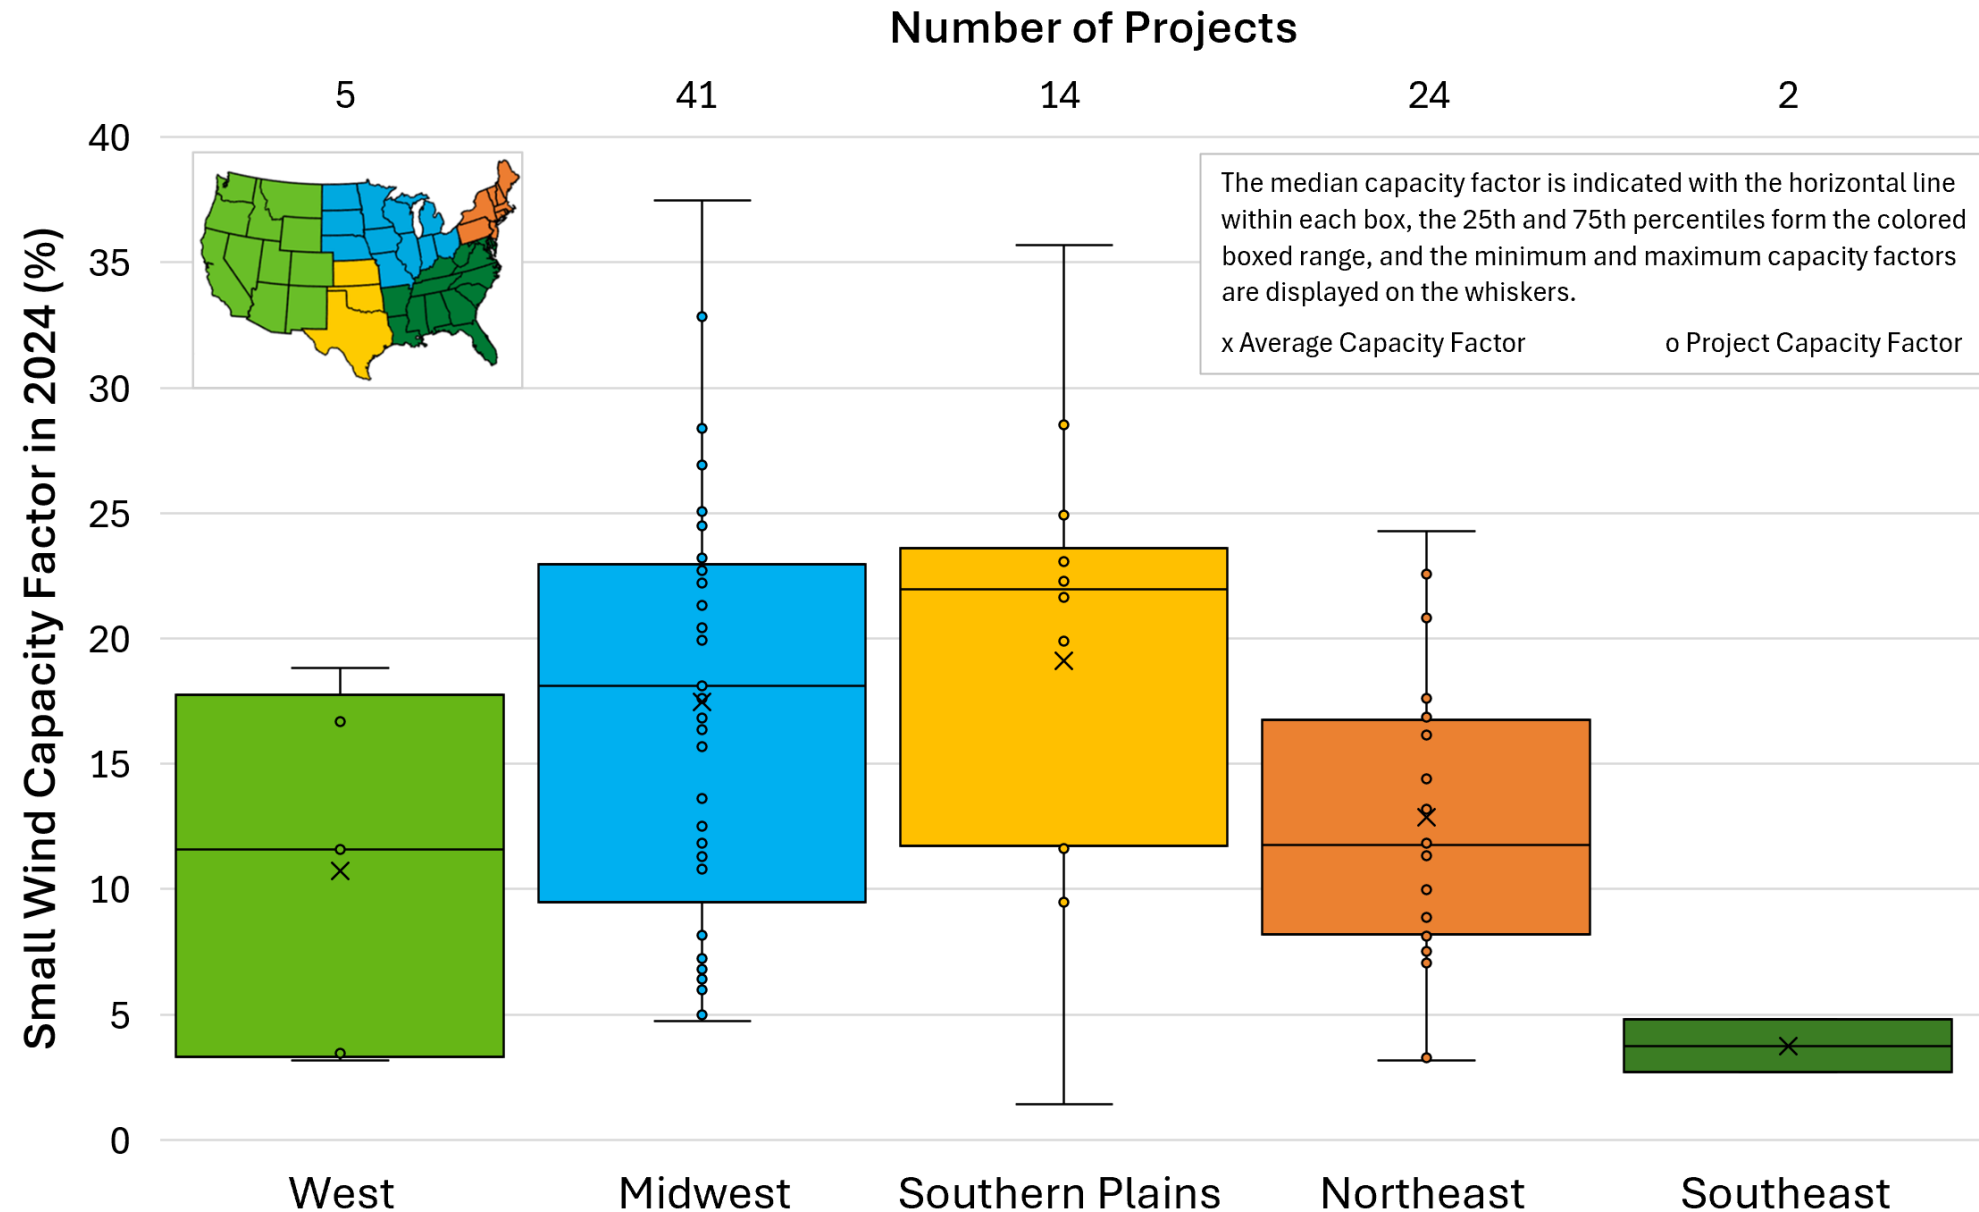 Number of Projects
5 41 14 24 2
Small Wind Capacity Factor in 2024 (%)
40
35
30
25
20
15
10
5
0
The median capacity factor is indicated with the horizontal line
within each box, the 25th and 75th percentiles form the colored
boxed range, and the minimum and maximum capacity factors
are displayed on the whiskers.
x Average Capacity Factor o Project Capacity Factor
West Midwest Southern Plains Northeast Southeast